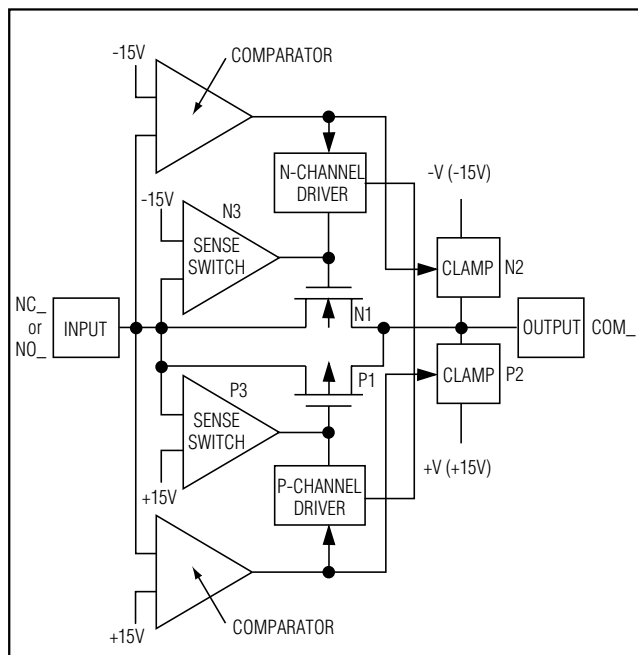 -15V
COMPARATOR
N-CHANNEL
DRIVER
-V (-15V)
-15V
N3
SENSE
SWITCH
CLAMP
N2
NC_
or
NO_
INPUT
N1
OUTPUT
COM_
P1
CLAMP
P2
P3
SENSE
SWITCH
+15V
P-CHANNEL
DRIVER
+V (+15V)
+15V
COMPARATOR